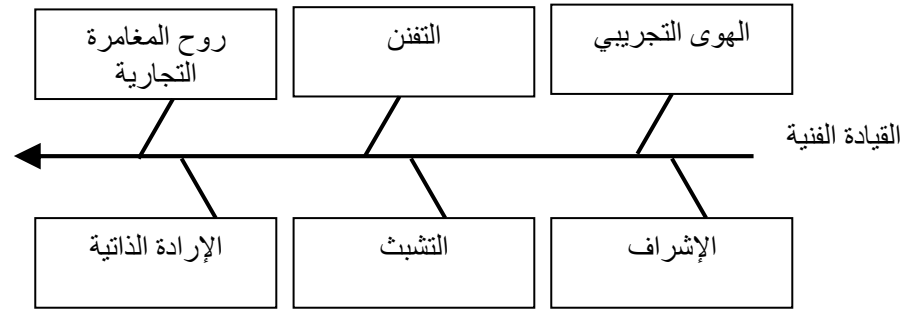 الهوى التجريبي
التفنن
روح المغامرة
التجارية
القيادة الفنية
الإشراف
التشبث
الإرادة الذاتية